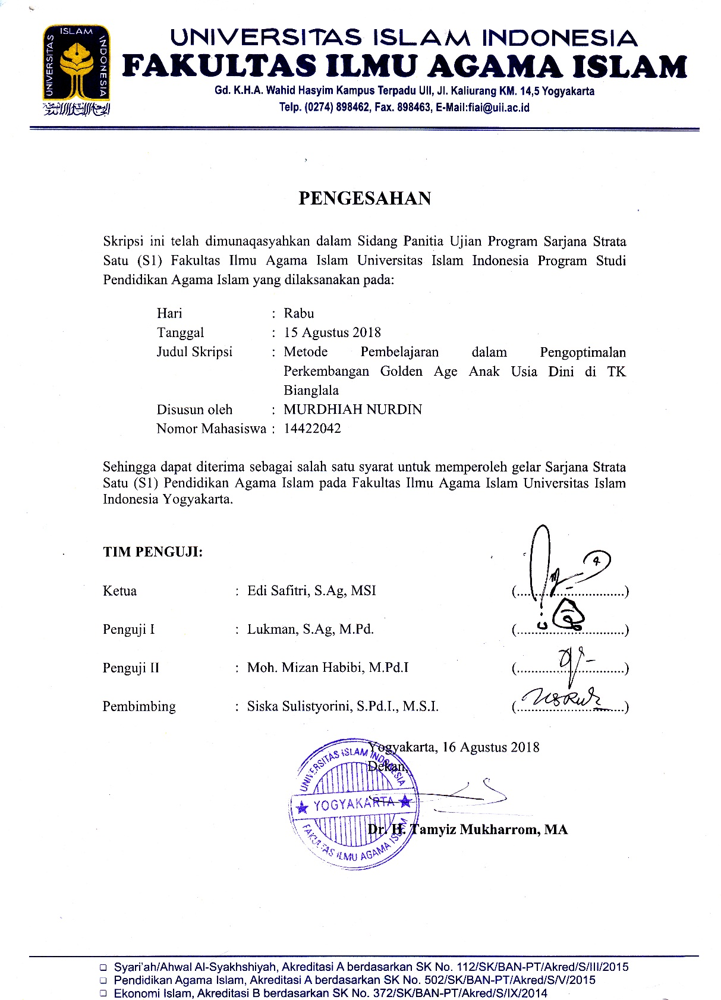 UNIVERSITAS ISLAM INDONESIA
UNIVERSITAS ISLAM INDONESIA
FAKULTAS ILMU AGAMA ISLAM
Gd. K.H.A. Wahid Hasyim Kampus Terpadu UII, Jl. Kaliurang KM. 14,5 Yogyakarta
Telp. (0274) 898462, Fax. 898463, E-Mail:fiai@uii.ac.id
PENGESAHAN
Skripsi ini telah dimunaqasyahkan dalam Sidang Panitia Ujian Program Sarjana Strata
Satu (S1) Fakultas Ilmu Agama Islam Universitas Islam Indonesia Program Studi
Pendidikan Agama Islam yang dilaksanakan pada:
Hari : Rabu
Tanggal : 15 Agustus 2018
Judul Skripsi : Metode Pembelajaran dalam Pengoptimalan
Perkembangan Golden Age Anak Usia Dini di TK
Bianglala
Disusun oleh : MURDHIAH NURDIN
Nomor Mahasiswa : 14422042
Sehingga dapat diterima sebagai salah satu syarat untuk memperoleh gelar Sarjana Strata
Satu (S1) Pendidikan Agama Islam pada Fakultas Ilmu Agama Islam Universitas Islam
Indonesia Yogyakarta.
TIM PENGUJI:
Ketua : Edi Safitri, S.Ag, MSI (..............................)
Penguji I : Lukman, S.Ag, M.Pd. (..............................)
Penguji II : Moh. Mizan Habibi, M.Pd.I (..............................)
Pembimbing : Siska Sulistyorini, S.Pd.I., M.S.I. (..............................)
Yogyakarta, 16 Agustus 2018
Dekan,
UNIVERSITAS ISLAM INDONESIA
YOGYAKARTA
FAKULTAS ILMU AGAMA ISLAM
Dr. H. Tamyiz Mukharrom, MA
Syari'ah/Ahwal Al-Syakhshiyah, Akreditasi A berdasarkan SK No. 112/SK/BAN-PT/Akred/S/III/2015
Pendidikan Agama Islam, Akreditasi A berdasarkan SK No. 502/SK/BAN-PT/Akred/S/V/2015
Ekonomi Islam, Akreditasi B berdasarkan SK No. 372/SK/BAN-PT/Akred/S/IX/2014